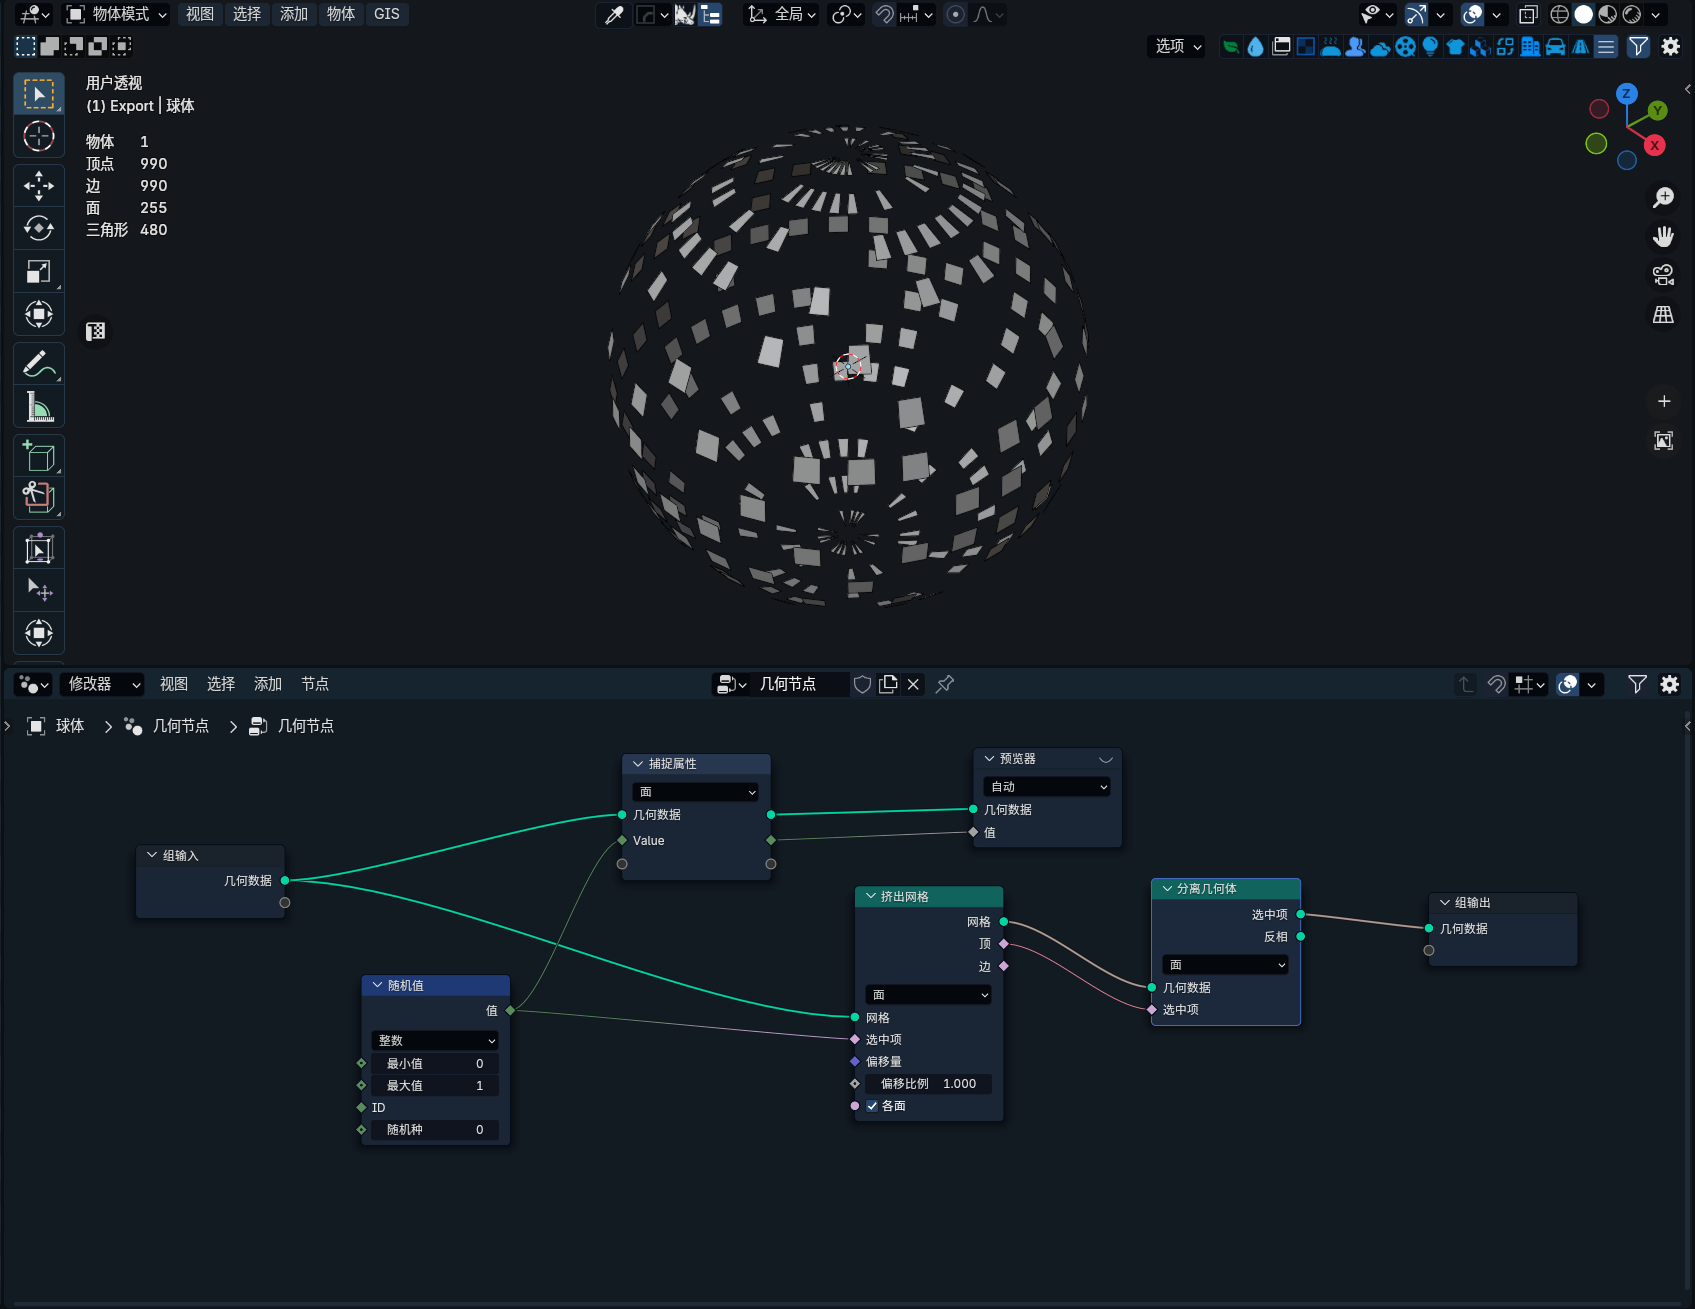 物体模式 视图 选择 添加 物体 GIS 全局
选项
用户透视
(1) Export | 球体
物体 1
顶点 990
边 990
面 255
三角形 480
Z
Y
X
修改器 视图 选择 添加 节点 几何节点
球体 几何节点 几何节点
组输入
几何数据
随机值
值
整数
最小值 0
最大值 1
ID
随机种 0
捕捉属性
面
几何数据
Value
预览器
自动
几何数据
值
挤出网格
网格
顶
边
面
网格
选中项
偏移量
偏移比例 1.000
各面
分离几何体
选中项
反相
面
几何数据
选中项
组输出
几何数据